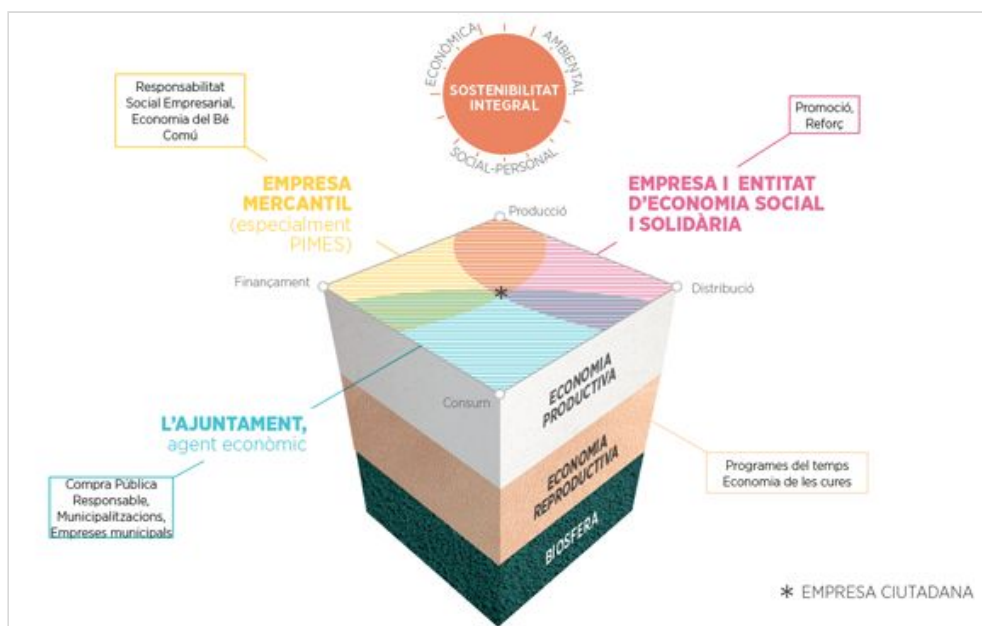 ECONÒMICA
AMBIENTAL
SOSTENIBILITAT
INTEGRAL
SOCIAL-PERSONAL
Responsabilitat
Social Empresarial,
Economia del Bé
Comú
Promoció,
Reforç
EMPRESA
MERCANTIL
(especialment
PIMES)
EMPRESA I ENTITAT
D'ECONOMIA SOCIAL
I SOLIDÀRIA
Producció
Finançament
Distribució
*
Consum
ECONOMIA
PRODUCTIVA
L'AJUNTAMENT,
agent econòmic
ECONOMIA
REPRODUCTIVA
Programes del temps
Economia de les cures
Compra Pública
Responsable,
Municipalitzacions,
Empreses municipals
BIOSFERA
* EMPRESA CIUTADANA